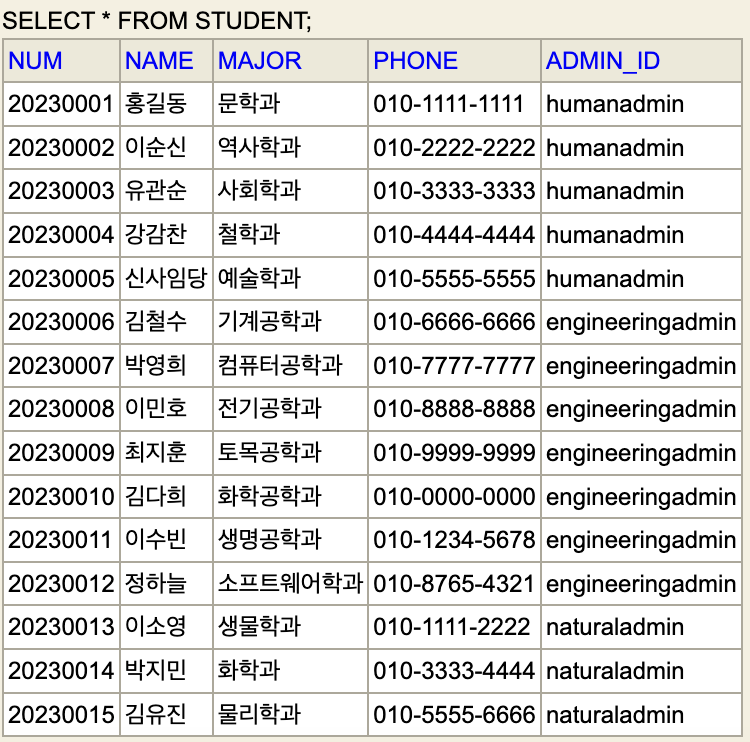 SELECT * FROM STUDENT;
NUM NAME MAJOR PHONE ADMIN_ID
20230001 홍길동 문학과 010-1111-1111 humanadmin
20230002 이순신 역사학과 010-2222-2222 humanadmin
20230003 유관순 사회학과 010-3333-3333 humanadmin
20230004 강감찬 철학과 010-4444-4444 humanadmin
20230005 신사임당 예술학과 010-5555-5555 humanadmin
20230006 김철수 기계공학과 010-6666-6666 engineeringadmin
20230007 박영희 컴퓨터공학과 010-7777-7777 engineeringadmin
20230008 이민호 전기공학과 010-8888-8888 engineeringadmin
20230009 최지훈 토목공학과 010-9999-9999 engineeringadmin
20230010 김다희 화학공학과 010-0000-0000 engineeringadmin
20230011 이수빈 생명공학과 010-1234-5678 engineeringadmin
20230012 정하늘 소프트웨어학과 010-8765-4321 engineeringadmin
20230013 이소영 생물학과 010-1111-2222 naturaladmin
20230014 박지민 화학과 010-3333-4444 naturaladmin
20230015 김유진 물리학과 010-5555-6666 naturaladmin